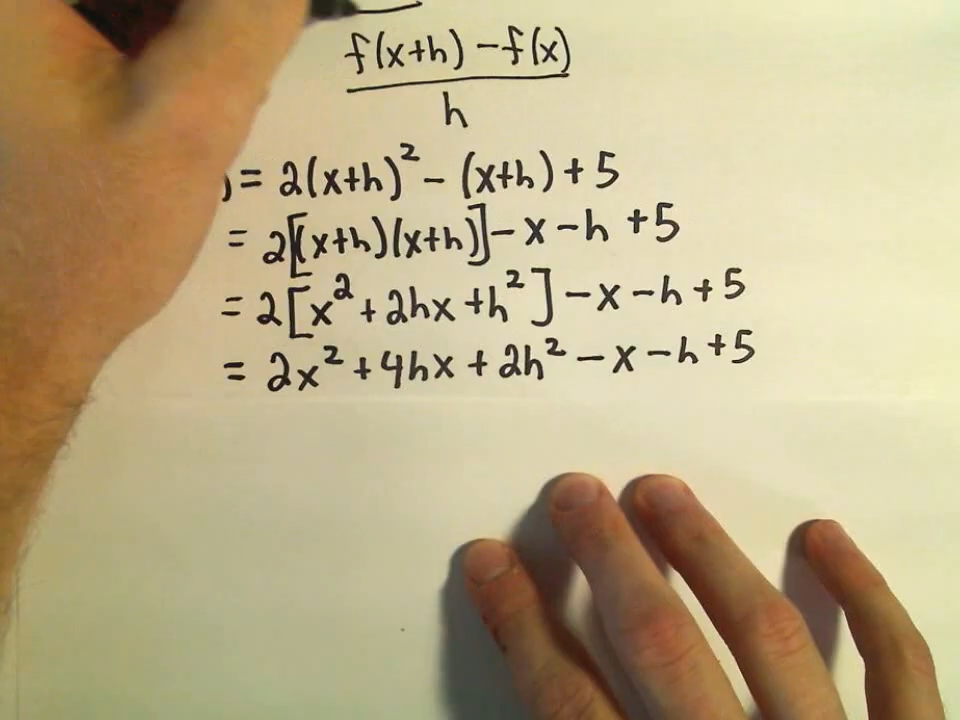 f(x+h) - f(x)
h
) = 2(x+h)² - (x+h) + 5
= 2[(x+h)(x+h)] - x - h + 5
= 2[x² + 2hx + h²] - x - h + 5
= 2x² + 4hx + 2h² - x - h + 5